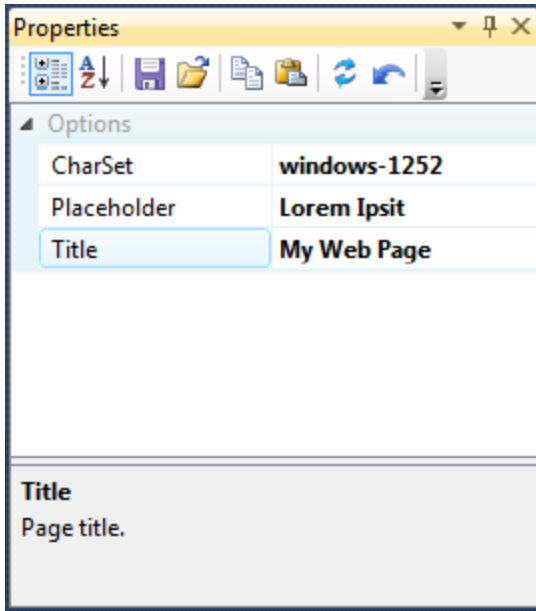 Properties
Options
CharSet windows-1252
Placeholder Lorem Ipsit
Title My Web Page
Title
Page title.